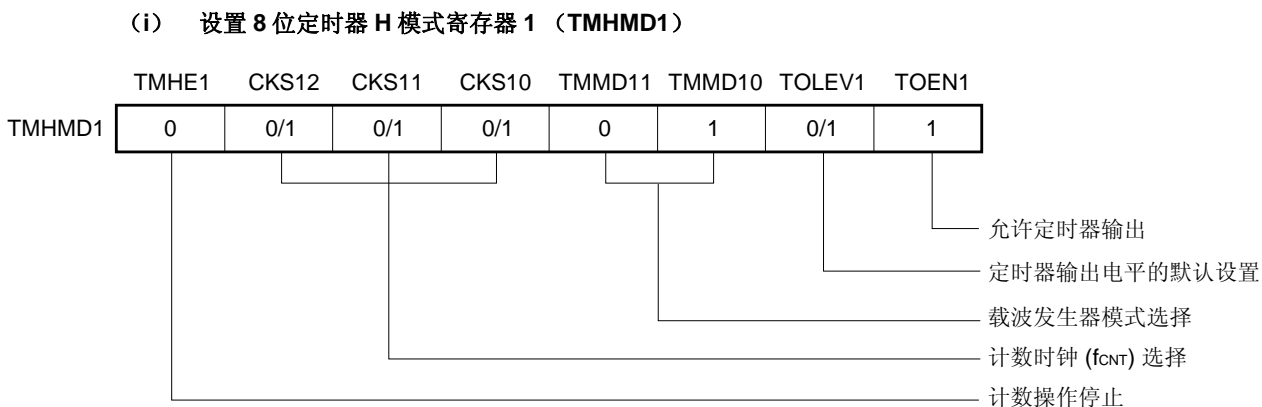 （i） 设置 8 位定时器 H 模式寄存器 1 （TMHMD1）
TMHE1 CKS12 CKS11 CKS10 TMMD11 TMMD10 TOLEV1 TOEN1
TMHMD1 0 0/1 0/1 0/1 0 1 0/1 1
允许定时器输出
定时器输出电平的默认设置
载波发生器模式选择
计数时钟 (fCNT) 选择
计数操作停止